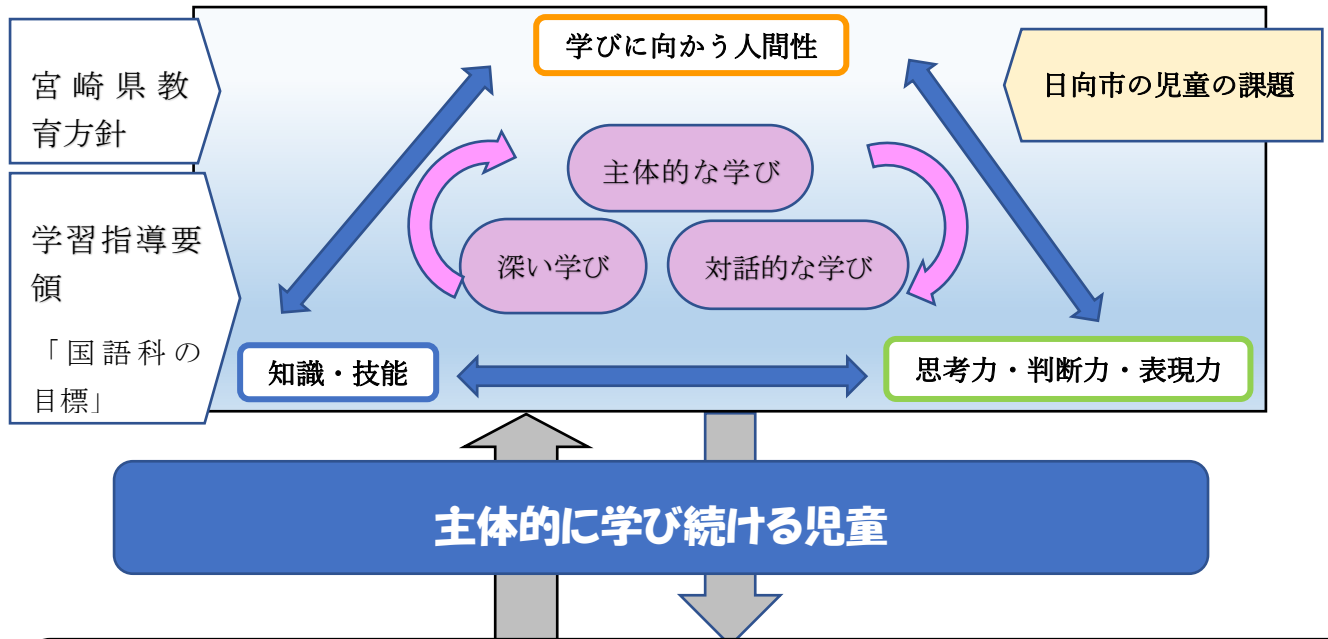 学びに向かう人間性
宮崎県教
育方針
日向市の児童の課題
主体的な学び
深い学び
対話的な学び
学習指導要
領
「国語科の
目標」
知識・技能
思考力・判断力・表現力
主体的に学び続ける児童